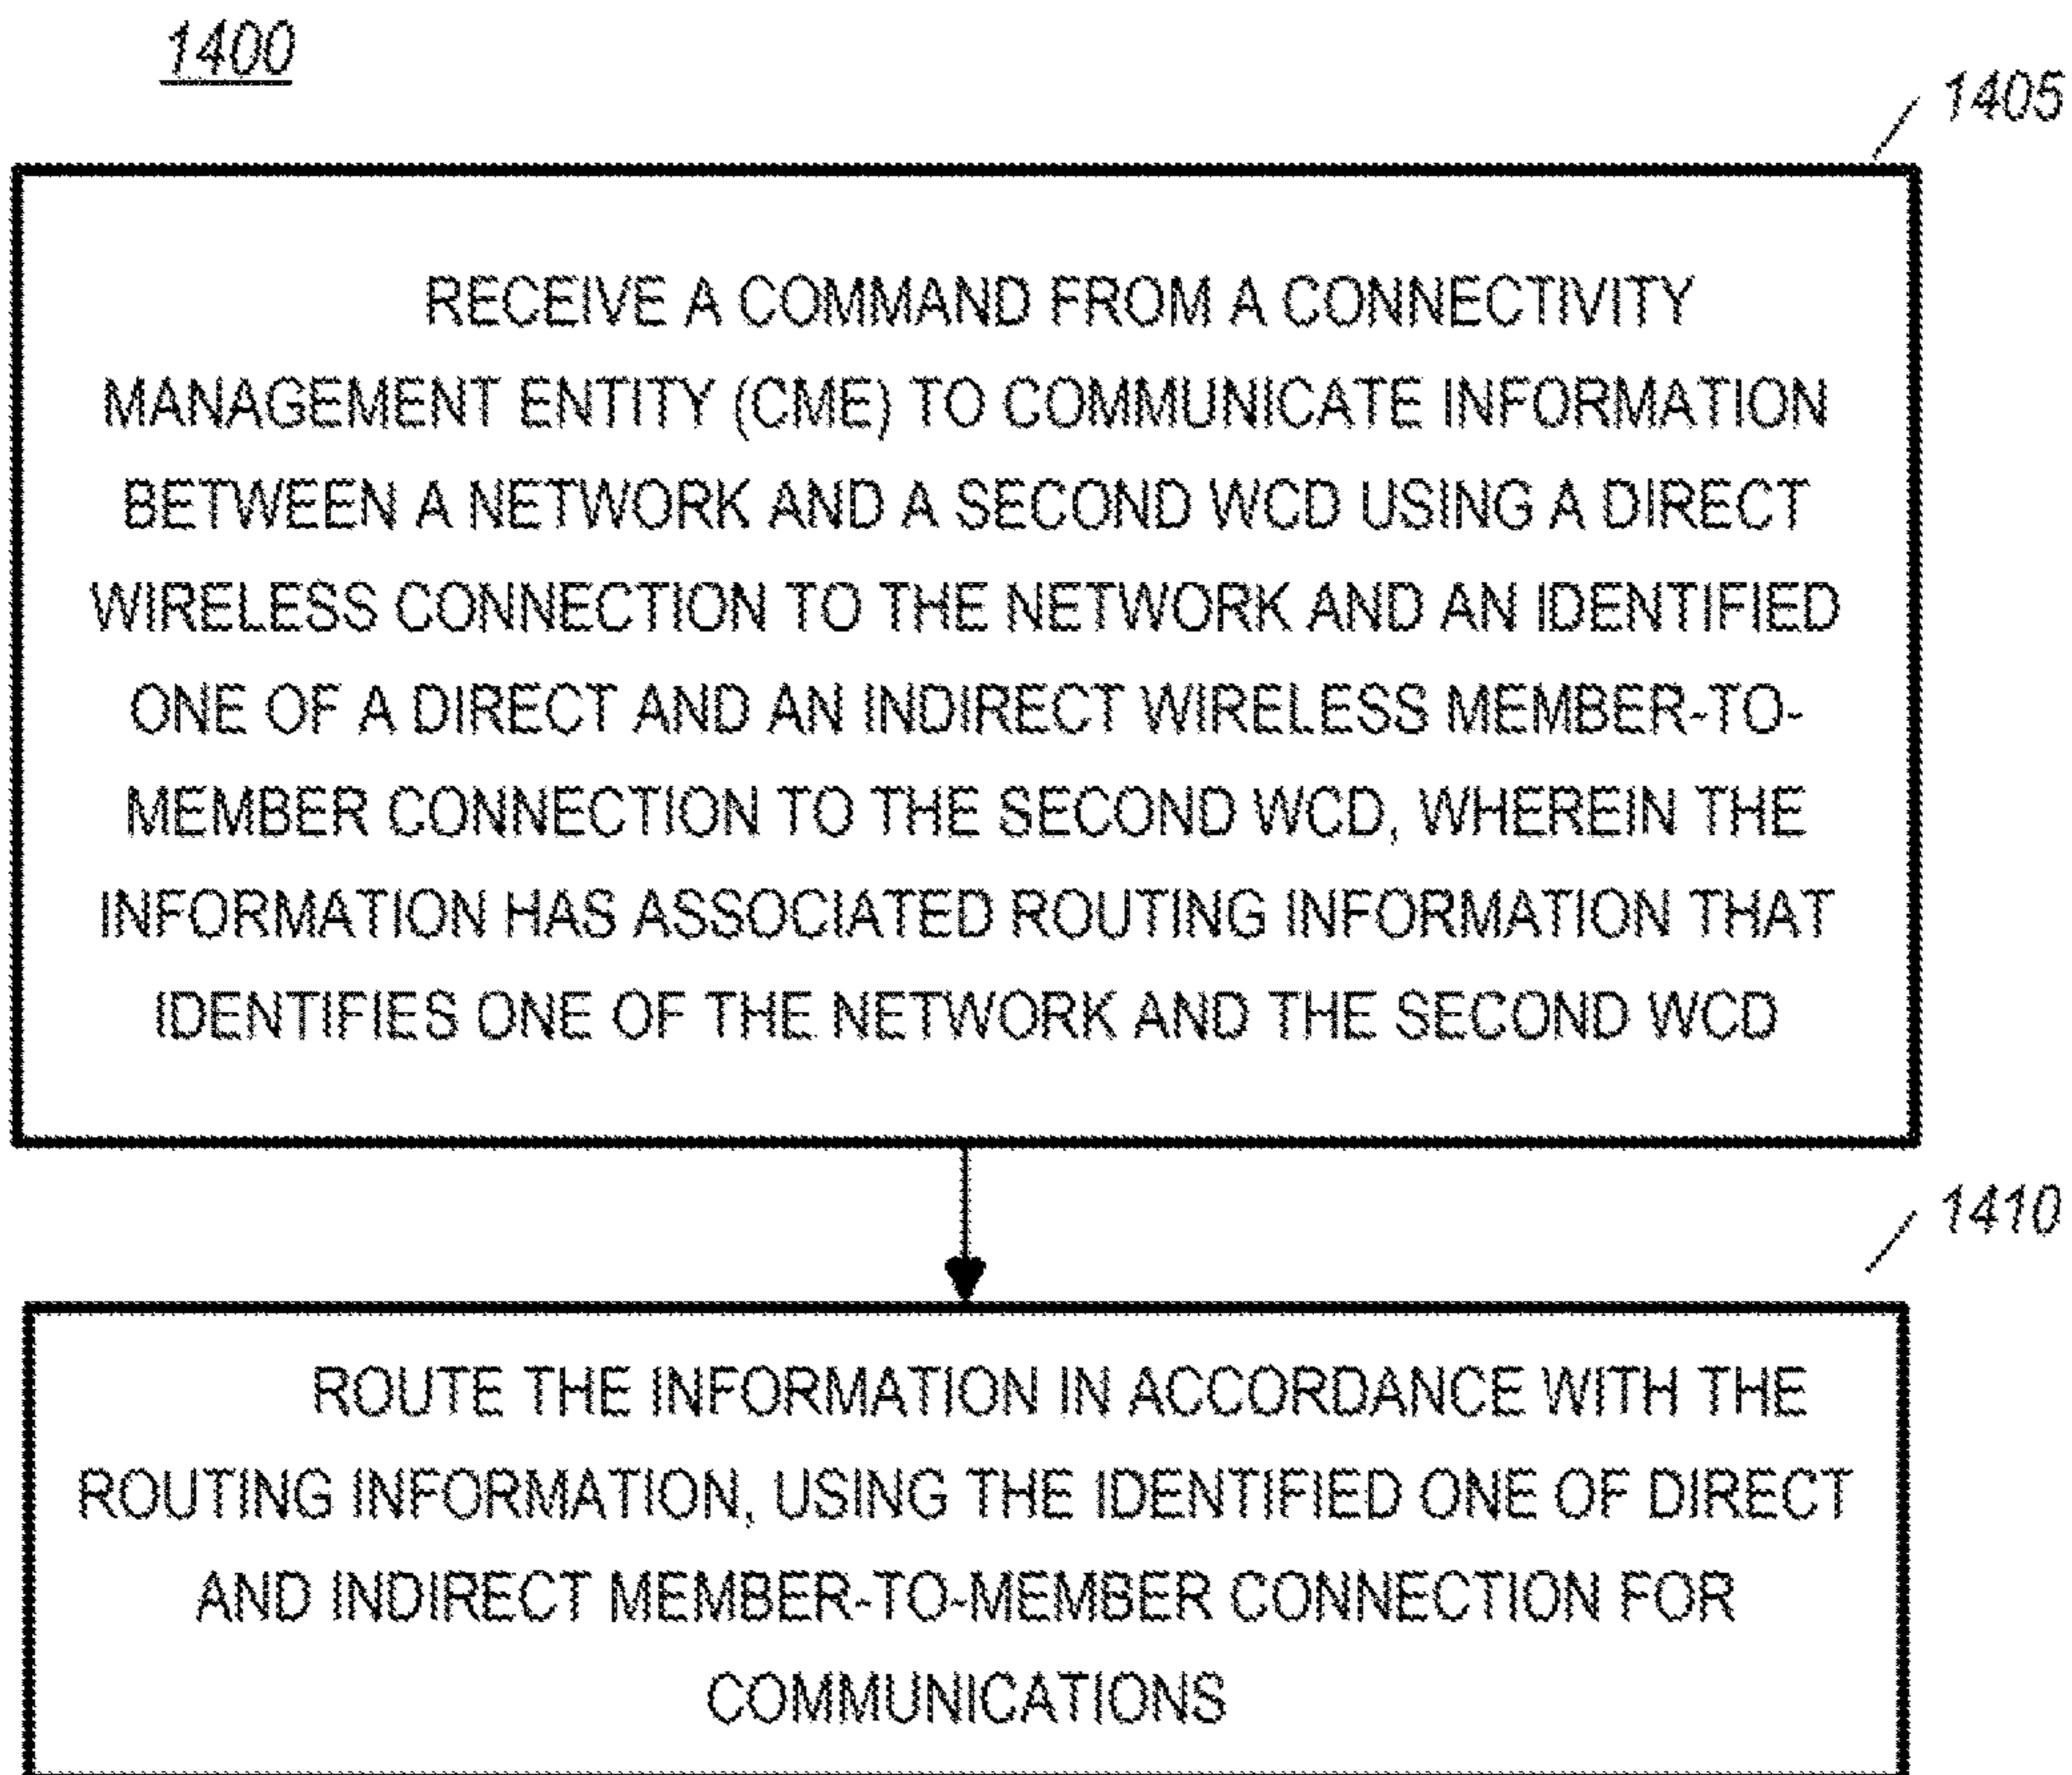 1400
1405
RECEIVE A COMMAND FROM A CONNECTIVITY
MANAGEMENT ENTITY (CME) TO COMMUNICATE INFORMATION
BETWEEN A NETWORK AND A SECOND WCD USING A DIRECT
WIRELESS CONNECTION TO THE NETWORK AND AN IDENTIFIED
ONE OF A DIRECT AND AN INDIRECT WIRELESS MEMBER-TO-
MEMBER CONNECTION TO THE SECOND WCD, WHEREIN THE
INFORMATION HAS ASSOCIATED ROUTING INFORMATION THAT
IDENTIFIES ONE OF THE NETWORK AND THE SECOND WCD
1410
ROUTE THE INFORMATION IN ACCORDANCE WITH THE
ROUTING INFORMATION, USING THE IDENTIFIED ONE OF DIRECT
AND INDIRECT MEMBER-TO-MEMBER CONNECTION FOR
COMMUNICATIONS